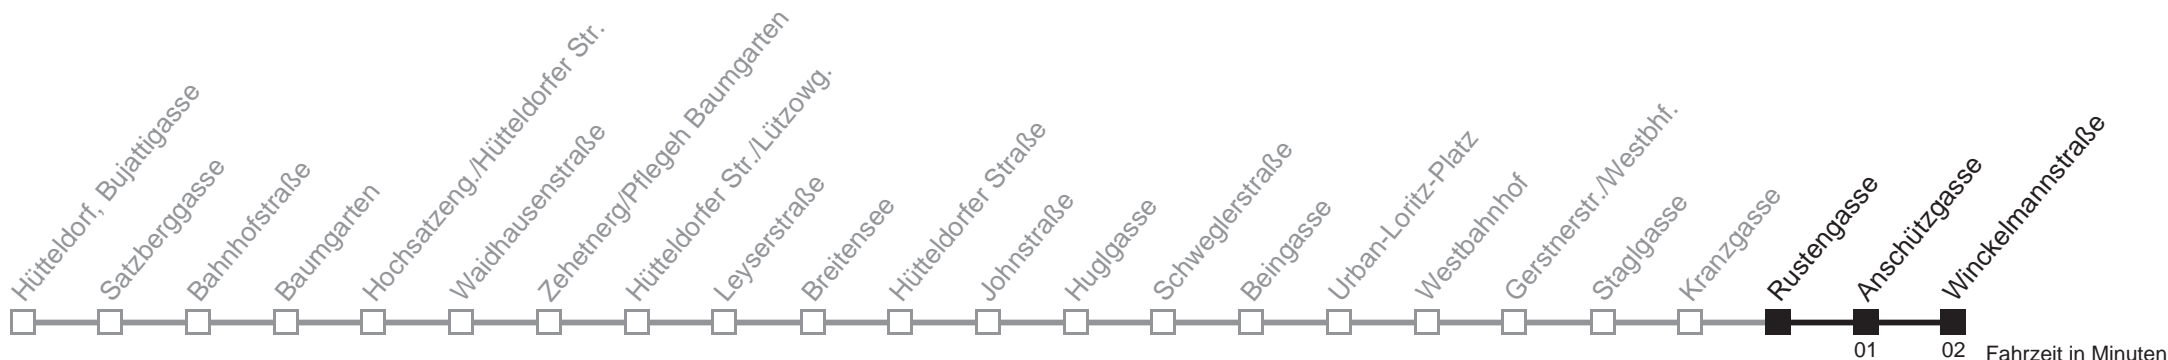 Hütteldorf, Bujattigasse
Satzberggasse
Bahnhofstraße
Baumgarten
Hochsatzeng./Hütteldorfer Str.
Waidhausenstraße
Zehetnerg/Pflegeh Baumgarten
Hütteldorfer Str./Lützowg.
Leyserstraße
Breitensee
Hütteldorfer Straße
Johnstraße
Huglgasse
Schweglerstraße
Beingasse
Urban-Loritz-Platz
Westbahnhof
Gerstnerstr./Westbhf.
Staglgasse
Kranzgasse
Rustengasse
Anschützgasse
Winckelmannstraße
01 02 Fahrzeit in Minuten